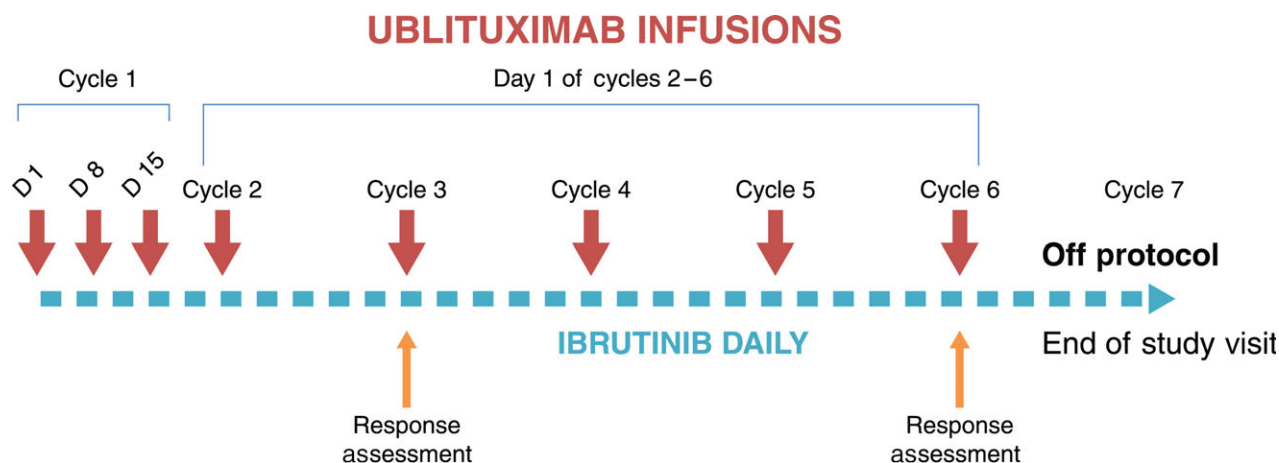 UBLITUXIMAB INFUSIONS
Cycle 1
Day 1 of cycles 2–6
D 1
D 8
D 15
Cycle 2
Cycle 3
Cycle 4
Cycle 5
Cycle 6
Cycle 7
Off protocol
IBRUTINIB DAILY
End of study visit
Response
assessment
Response
assessment